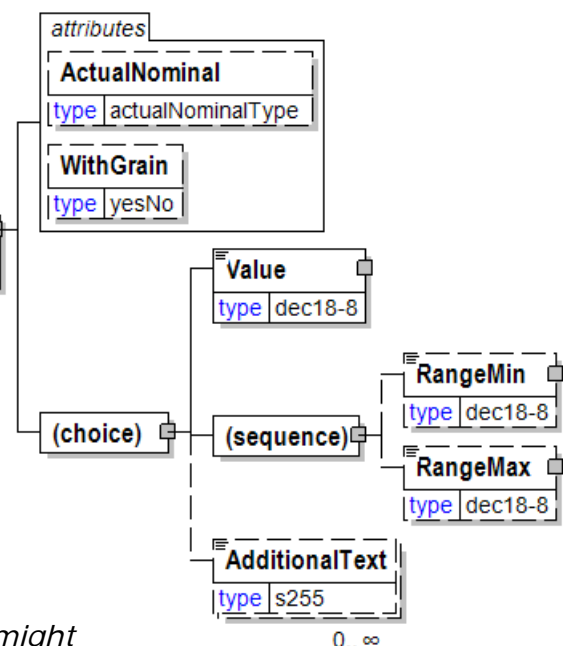 attributes
ActualNominal
type actualNominalType
WithGrain
type yesNo
Value
type dec18-8
RangeMin
type dec18-8
(choice)
(sequence)
RangeMax
type dec18-8
AdditionalText
type s255
might
0 ∞